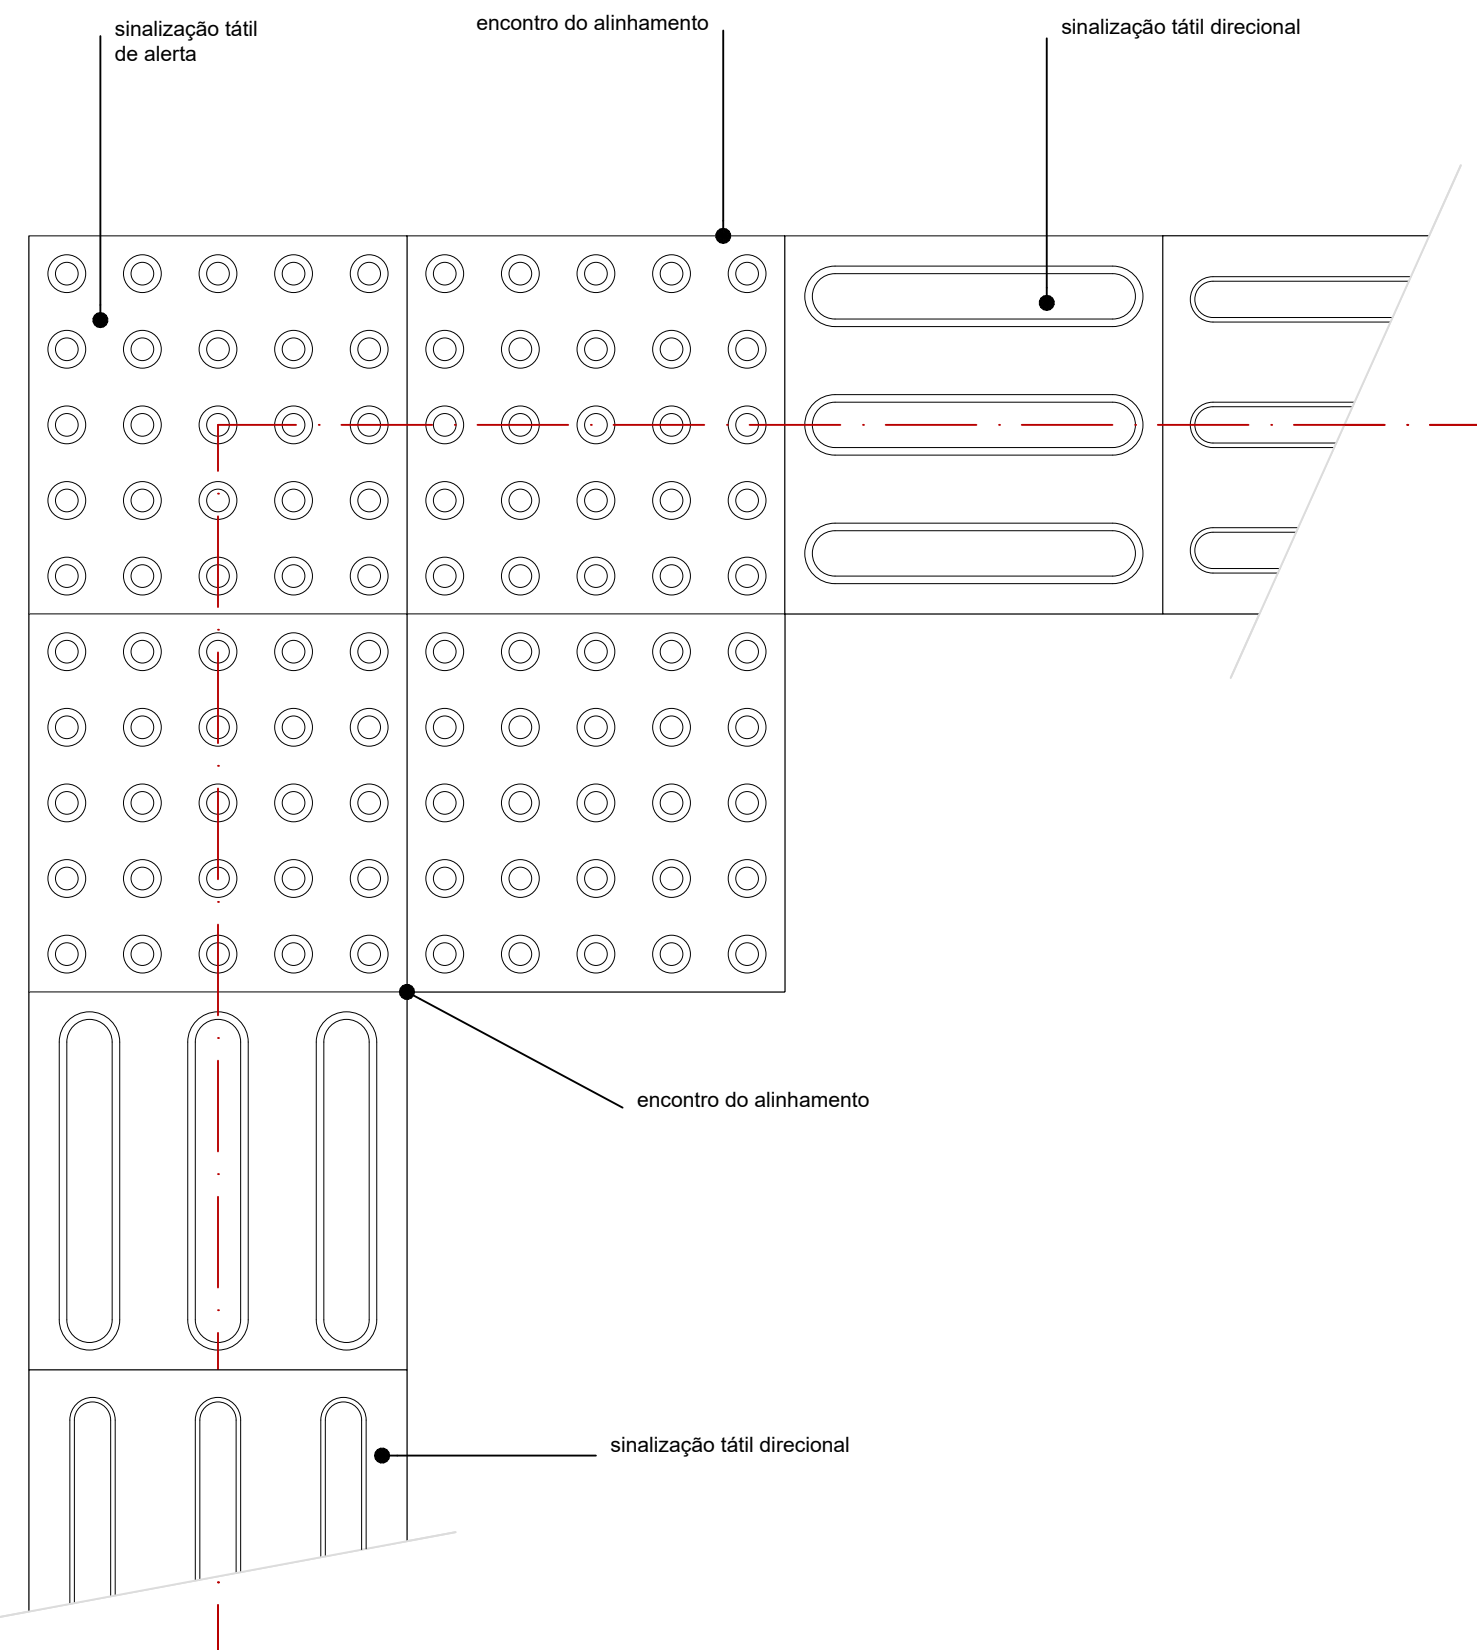 sinalização tátil
de alerta
encontro do alinhamento
sinalização tátil direcional
encontro do alinhamento
sinalização tátil direcional